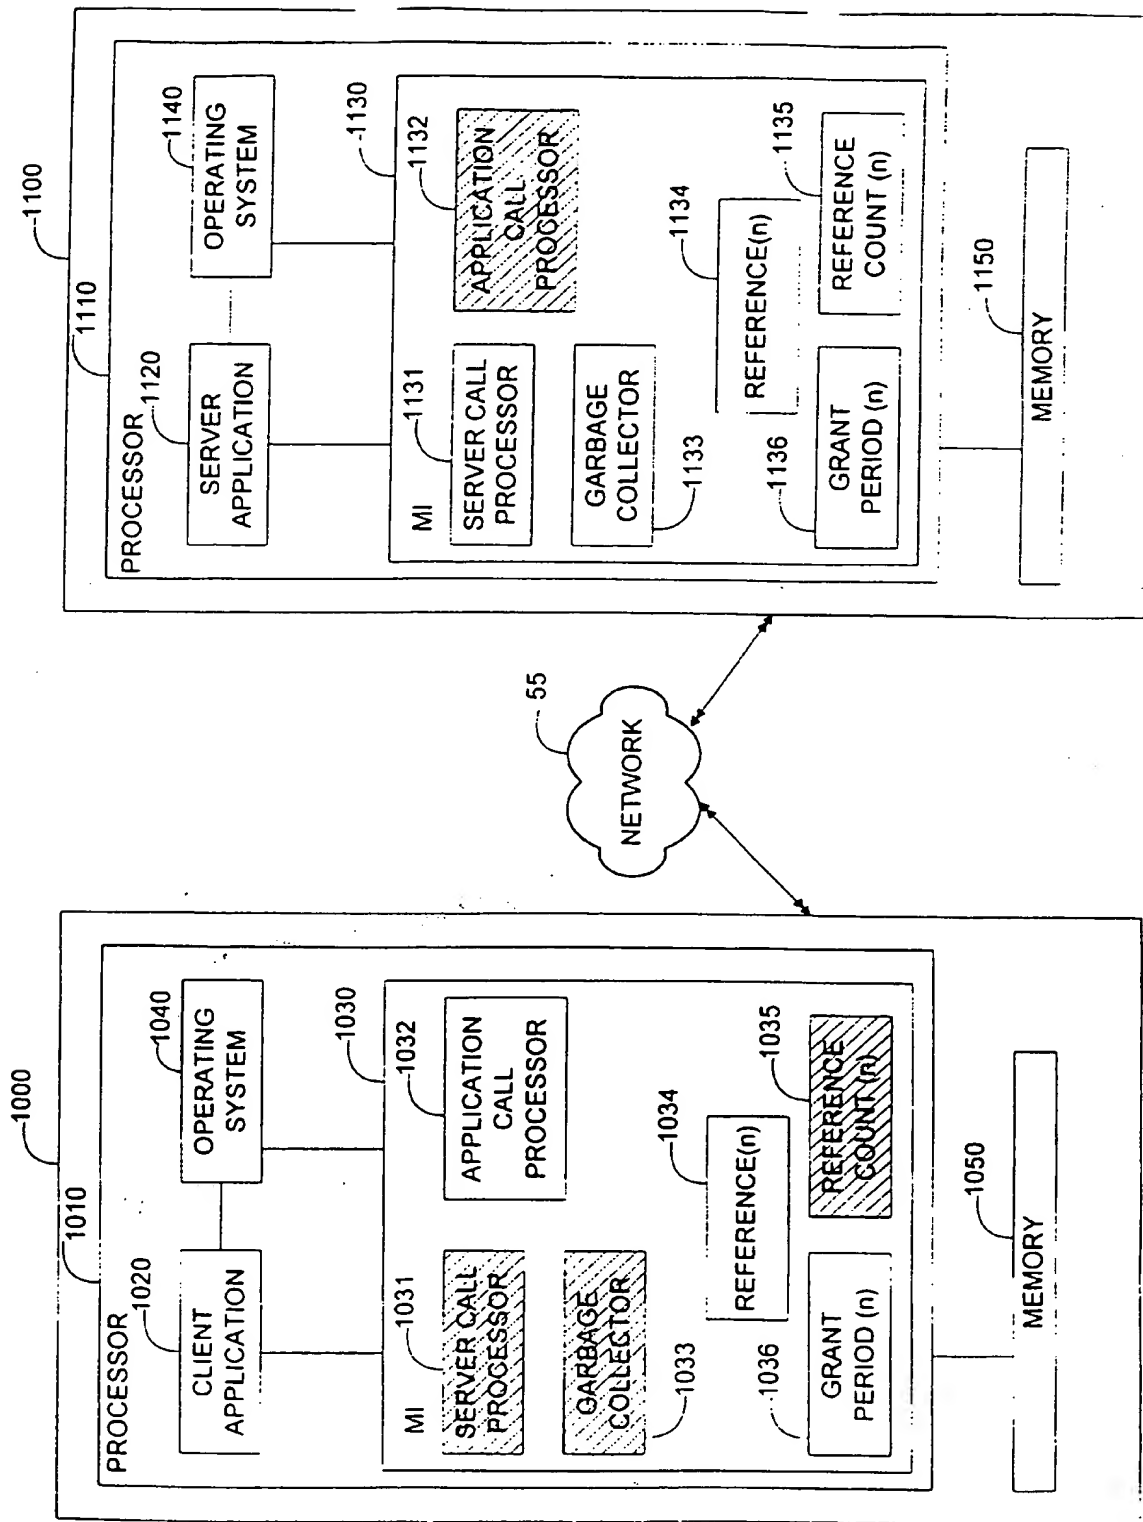 1000
1010
PROCESSOR
1020
CLIENT
APPLICATION
1040
OPERATING
SYSTEM
1030
MI
1031
SERVER CALL
PROCESSOR
1032
APPLICATION
CALL
PROCESSOR
GARBAGE
COLLECTOR
1033
1034
REFERENCE(n)
1035
REFERENCE
COUNT (n)
1036
GRANT
PERIOD (n)
1050
MEMORY
55
NETWORK
1100
1110
PROCESSOR
1120
SERVER
APPLICATION
1140
OPERATING
SYSTEM
1130
MI
1131
SERVER CALL
PROCESSOR
1132
APPLICATION
CALL
PROCESSOR
GARBAGE
COLLECTOR
1133
1134
REFERENCE(n)
1135
REFERENCE
COUNT (n)
1136
GRANT
PERIOD (n)
1150
MEMORY